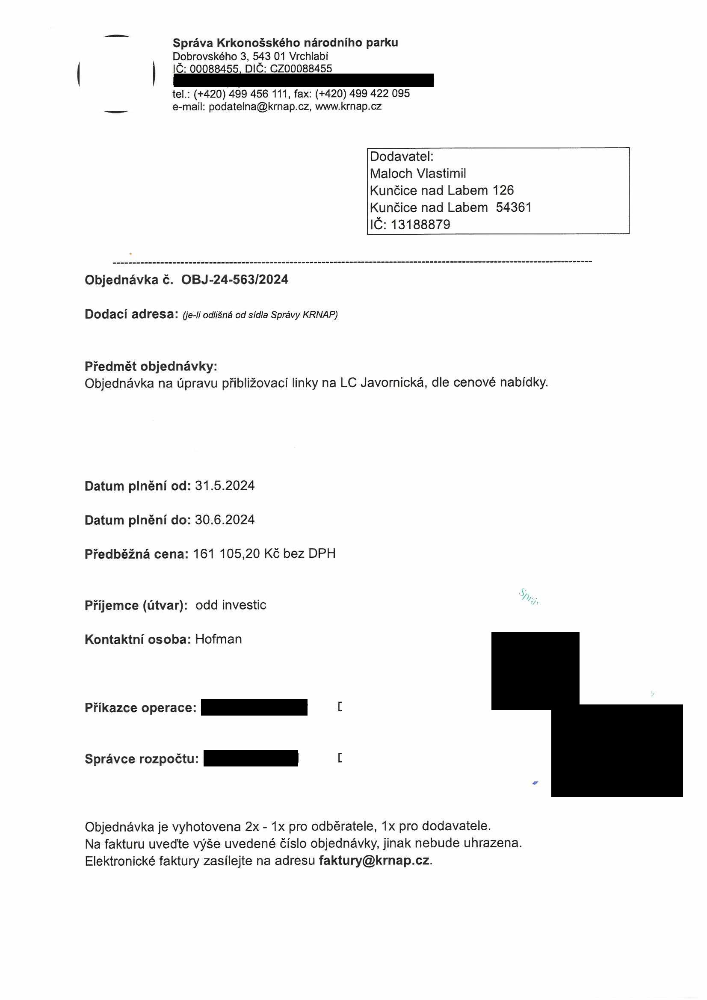 Správa Krkonošského národního parku
Dobrovského 3, 543 01 Vrchlabí
IČ: 00088455, DIČ: CZ00088455
tel.: (+420) 499 456 111, fax: (+420) 499 422 095
e-mail: podatelna@krnap.cz, www.krnap.cz
Dodavatel:
Maloch Vlastimil
Kunčice nad Labem 126
Kunčice nad Labem 54361
IČ: 13188879
Objednávka č. OBJ-24-563/2024
Dodací adresa: (je-li odlišná od sídla Správy KRNAP)
Předmět objednávky:
Objednávka na úpravu přibližovací linky na LC Javornická, dle cenové nabídky.
Datum plnění od: 31.5.2024
Datum plnění do: 30.6.2024
Předběžná cena: 161 105,20 Kč bez DPH
Příjemce (útvar): odd investic
Kontaktní osoba: Hofman
Příkazce operace:
Správce rozpočtu:
Objednávka je vyhotovena 2x - 1x pro odběratele, 1x pro dodavatele.
Na fakturu uveďte výše uvedené číslo objednávky, jinak nebude uhrazena.
Elektronické faktury zasílejte na adresu faktury@krnap.cz.